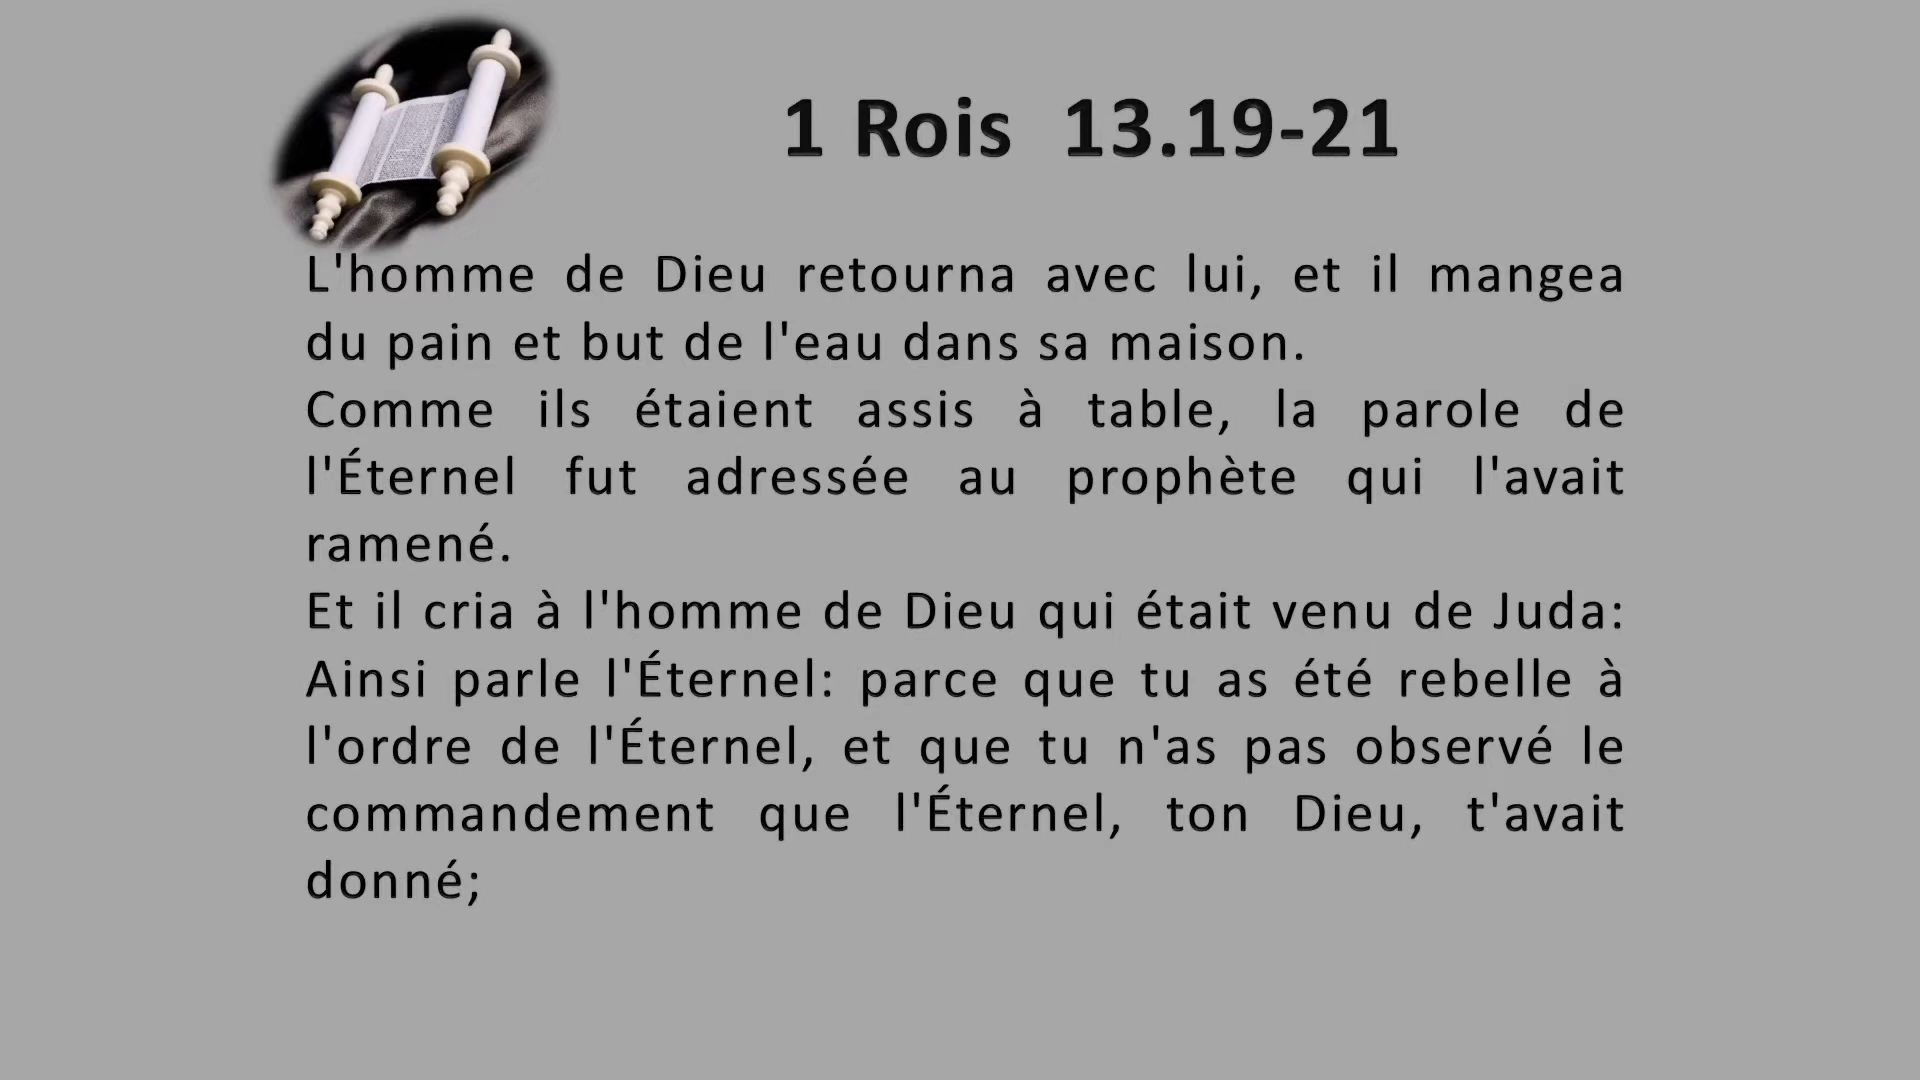 1 Rois 13.19-21
L'homme de Dieu retourna avec lui, et il mangea
du pain et but de l'eau dans sa maison.
Comme ils étaient assis à table, la parole de
l'Éternel fut adressée au prophète qui l'avait
ramené.
Et il cria à l'homme de Dieu qui était venu de Juda:
Ainsi parle l'Éternel: parce que tu as été rebelle à
l'ordre de l'Éternel, et que tu n'as pas observé le
commandement que l'Éternel, ton Dieu, t'avait
donné;